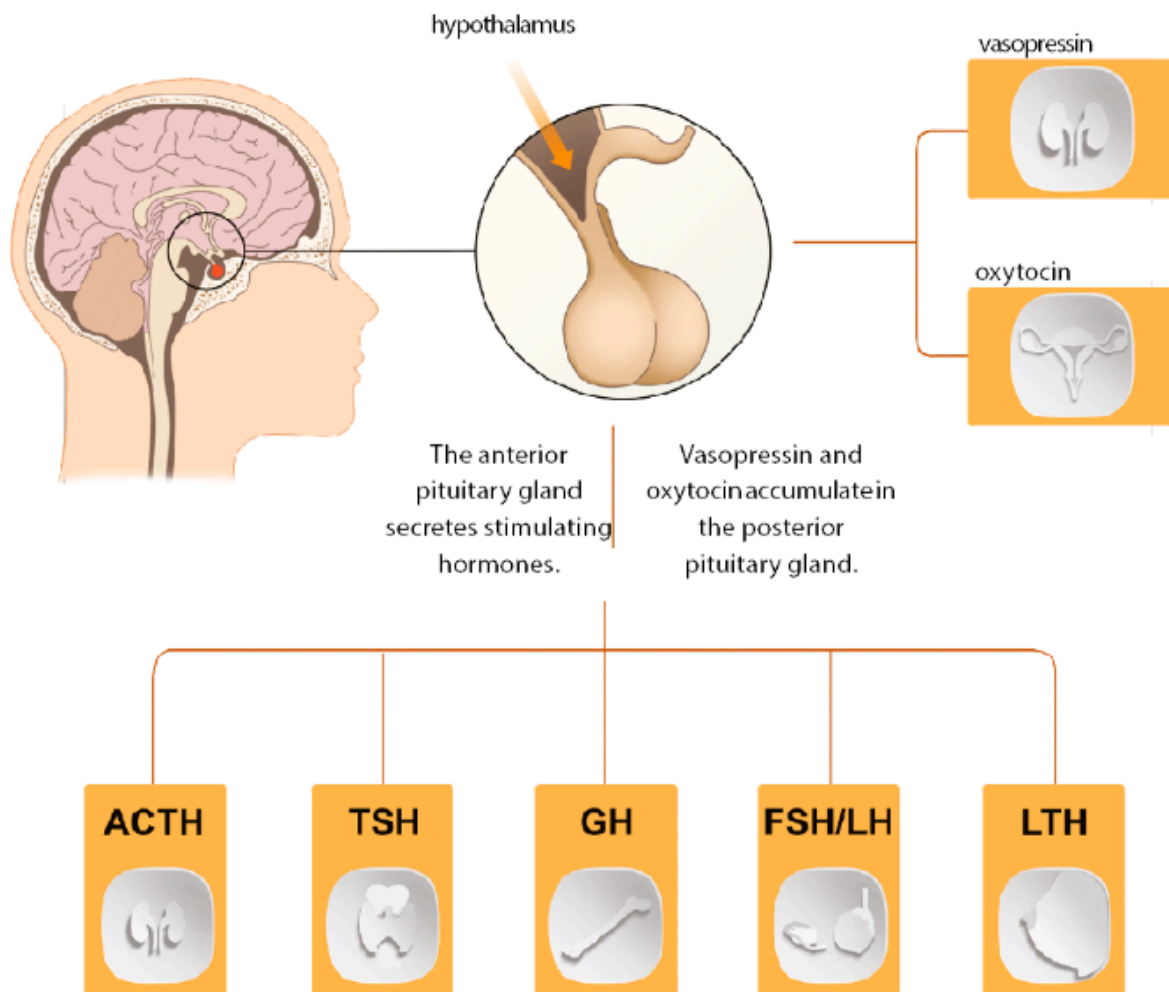 hypothalamus
vasopressin
oxytocin
The anterior
pituitary gland
secretes stimulating
hormones.
Vasopressin and
oxytocinaccumulatein
the posterior
pituitary gland.
ACTH
TSH
GH
FSH/LH
LTH